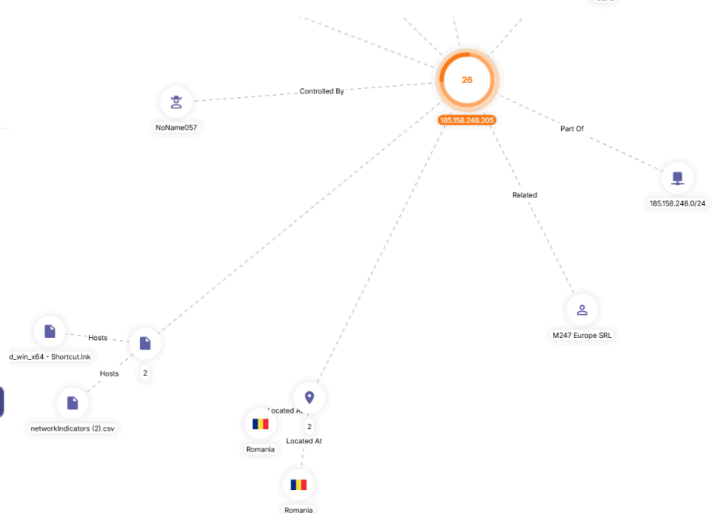 26
Controlled By
NoName057
185.158.248.205
Part Of
185.158.248.0/24
Related
M247 Europe SRL
Hosts
d_win_x64 - Shortcut.lnk
Hosts
2
networkIndicators (2).csv
Located A
2
Located At
Romania
Romania